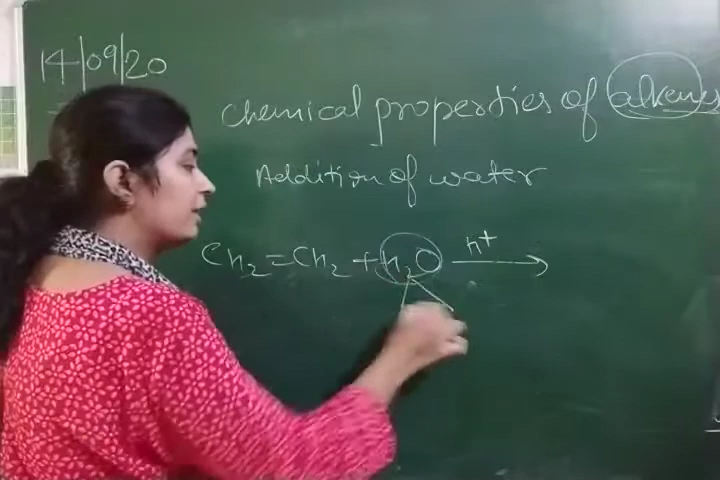 14/09/20
Chemical properties of alkenes
Addition of water
CH₂=CH₂ + H₂O H⁺ →